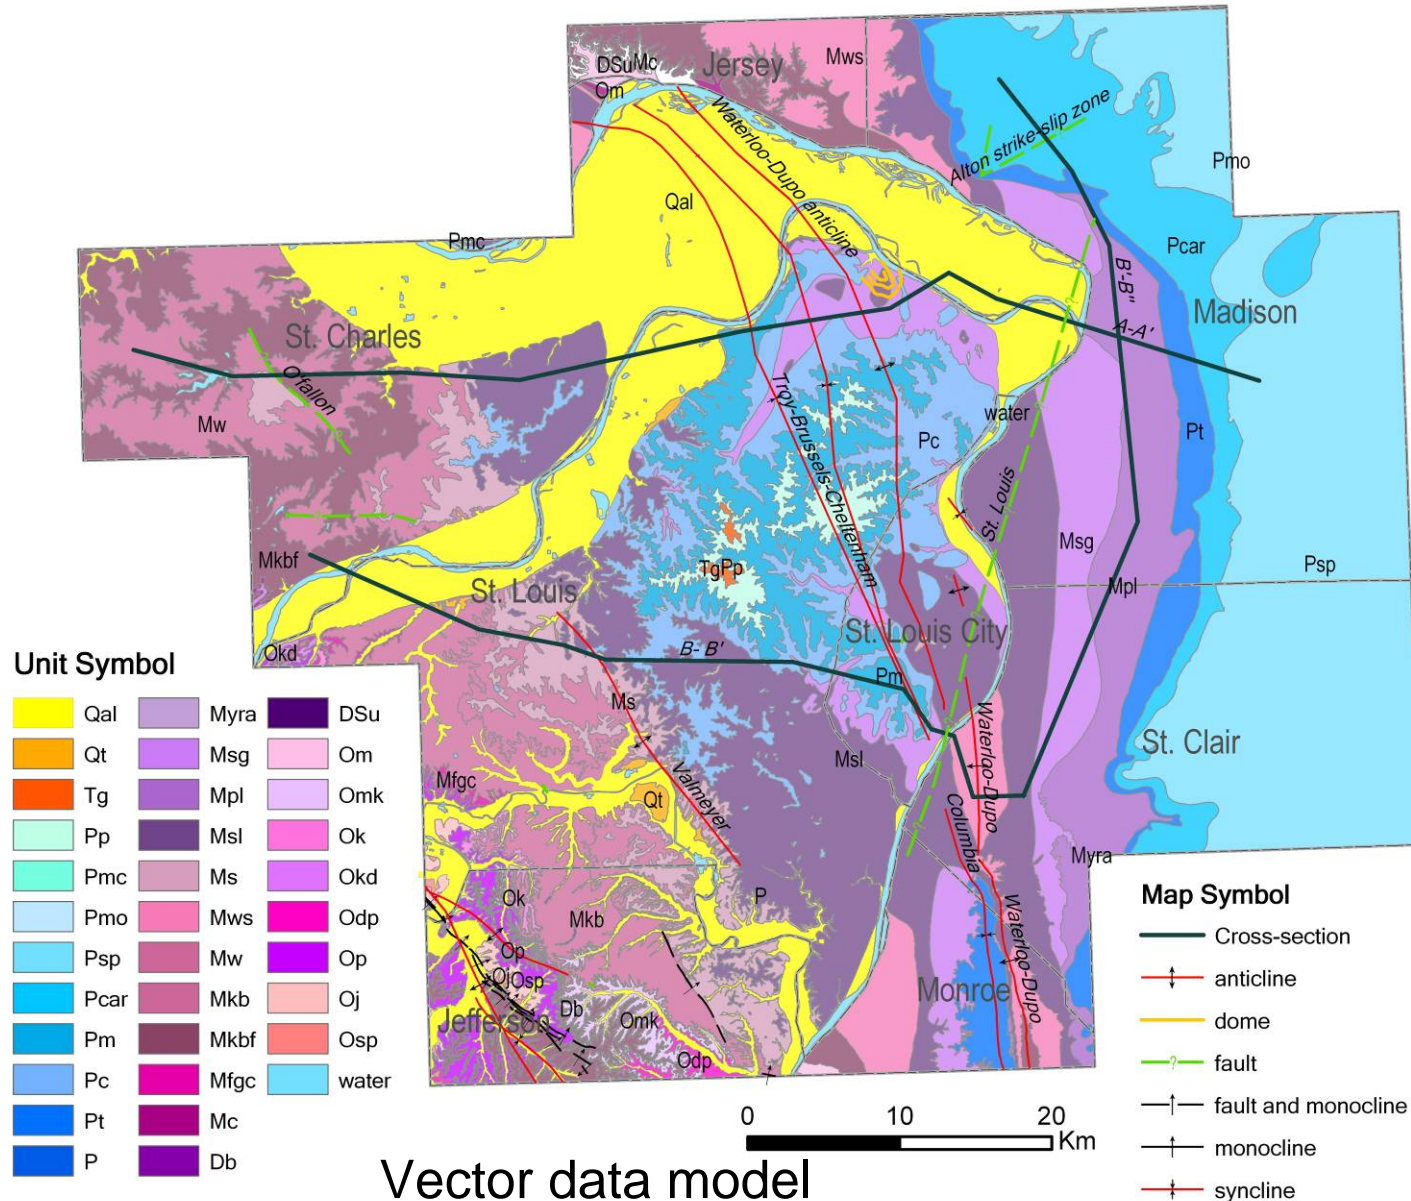 DSu
Mc
Jersey
Mws
Om
Waterloo-Dupo anticline
Alton strike-slip zone
Pmo
Qal
Pmc
Pcar
B'-B"
Madison
A-A'
St. Charles
O'fallon
Troy-Brussels-Cheltenham
water
Mw
Pc
Pt
St. Louis
Msg
Mkbf
TgPp
Psp
Mpl
St. Louis
St. Louis City
Okd
B- B'
Pm
Ms
Waterloo-Dupo
St. Clair
Msl
Mfgc
Qt
Valmeyer
Columbia
Myra
P
Ok
Mkb
Waterloo-Dupo
Op
Oj
Osp
Monroe
Db
Jefferson
Omk
Odp
Unit Symbol
Qal
Myra
DSu
Qt
Msg
Om
Tg
Mpl
Omk
Pp
Msl
Ok
Pmc
Ms
Okd
Pmo
Mws
Odp
Psp
Mw
Op
Pcar
Mkb
Oj
Pm
Mkbf
Osp
Pc
Mfgc
water
Pt
Mc
P
Db
Map Symbol
Cross-section
anticline
dome
?
fault
fault and monocline
monocline
syncline
0 10 20
Km
Vector data model